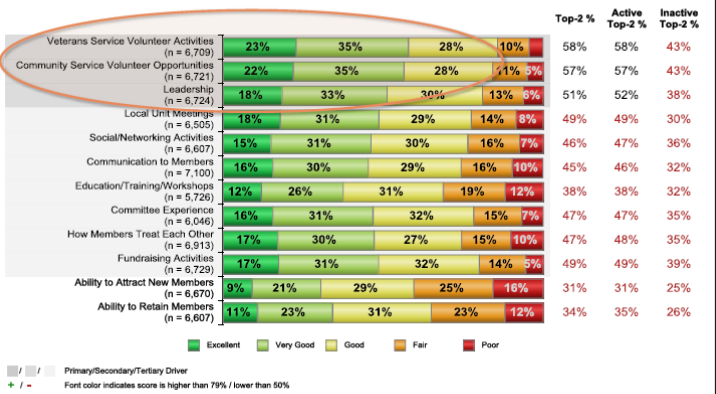 Top-2 % Active Top-2 % Inactive Top-2 %
Veterans Service Volunteer Activities
(n = 6,709) 23% 35% 28% 10% 58% 58% 43%
Community Service Volunteer Opportunities
(n = 6,721) 22% 35% 28% 11% 5% 57% 57% 43%
Leadership
(n = 6,724) 18% 33% 30% 13% 6% 51% 52% 38%
Local Unit Meetings
(n = 6,505) 18% 31% 29% 14% 8% 49% 49% 30%
Social/Networking Activities
(n = 6,607) 15% 31% 30% 16% 7% 46% 47% 36%
Communication to Members
(n = 7,100) 16% 30% 29% 16% 10% 45% 46% 32%
Education/Training/Workshops
(n = 5,726) 12% 26% 31% 19% 12% 38% 38% 32%
Committee Experience
(n = 6,046) 16% 31% 32% 15% 7% 47% 47% 35%
How Members Treat Each Other
(n = 6,913) 17% 30% 27% 15% 10% 47% 48% 35%
Fundraising Activities
(n = 6,729) 17% 31% 32% 14% 5% 49% 49% 39%
Ability to Attract New Members
(n = 6,670) 9% 21% 29% 25% 16% 31% 31% 25%
Ability to Retain Members
(n = 6,607) 11% 23% 31% 23% 12% 34% 35% 26%
Excellent Very Good Good Fair Poor
/ / Primary/Secondary/Tertiary Driver
+ / - Font color indicates score is higher than 79% / lower than 50%